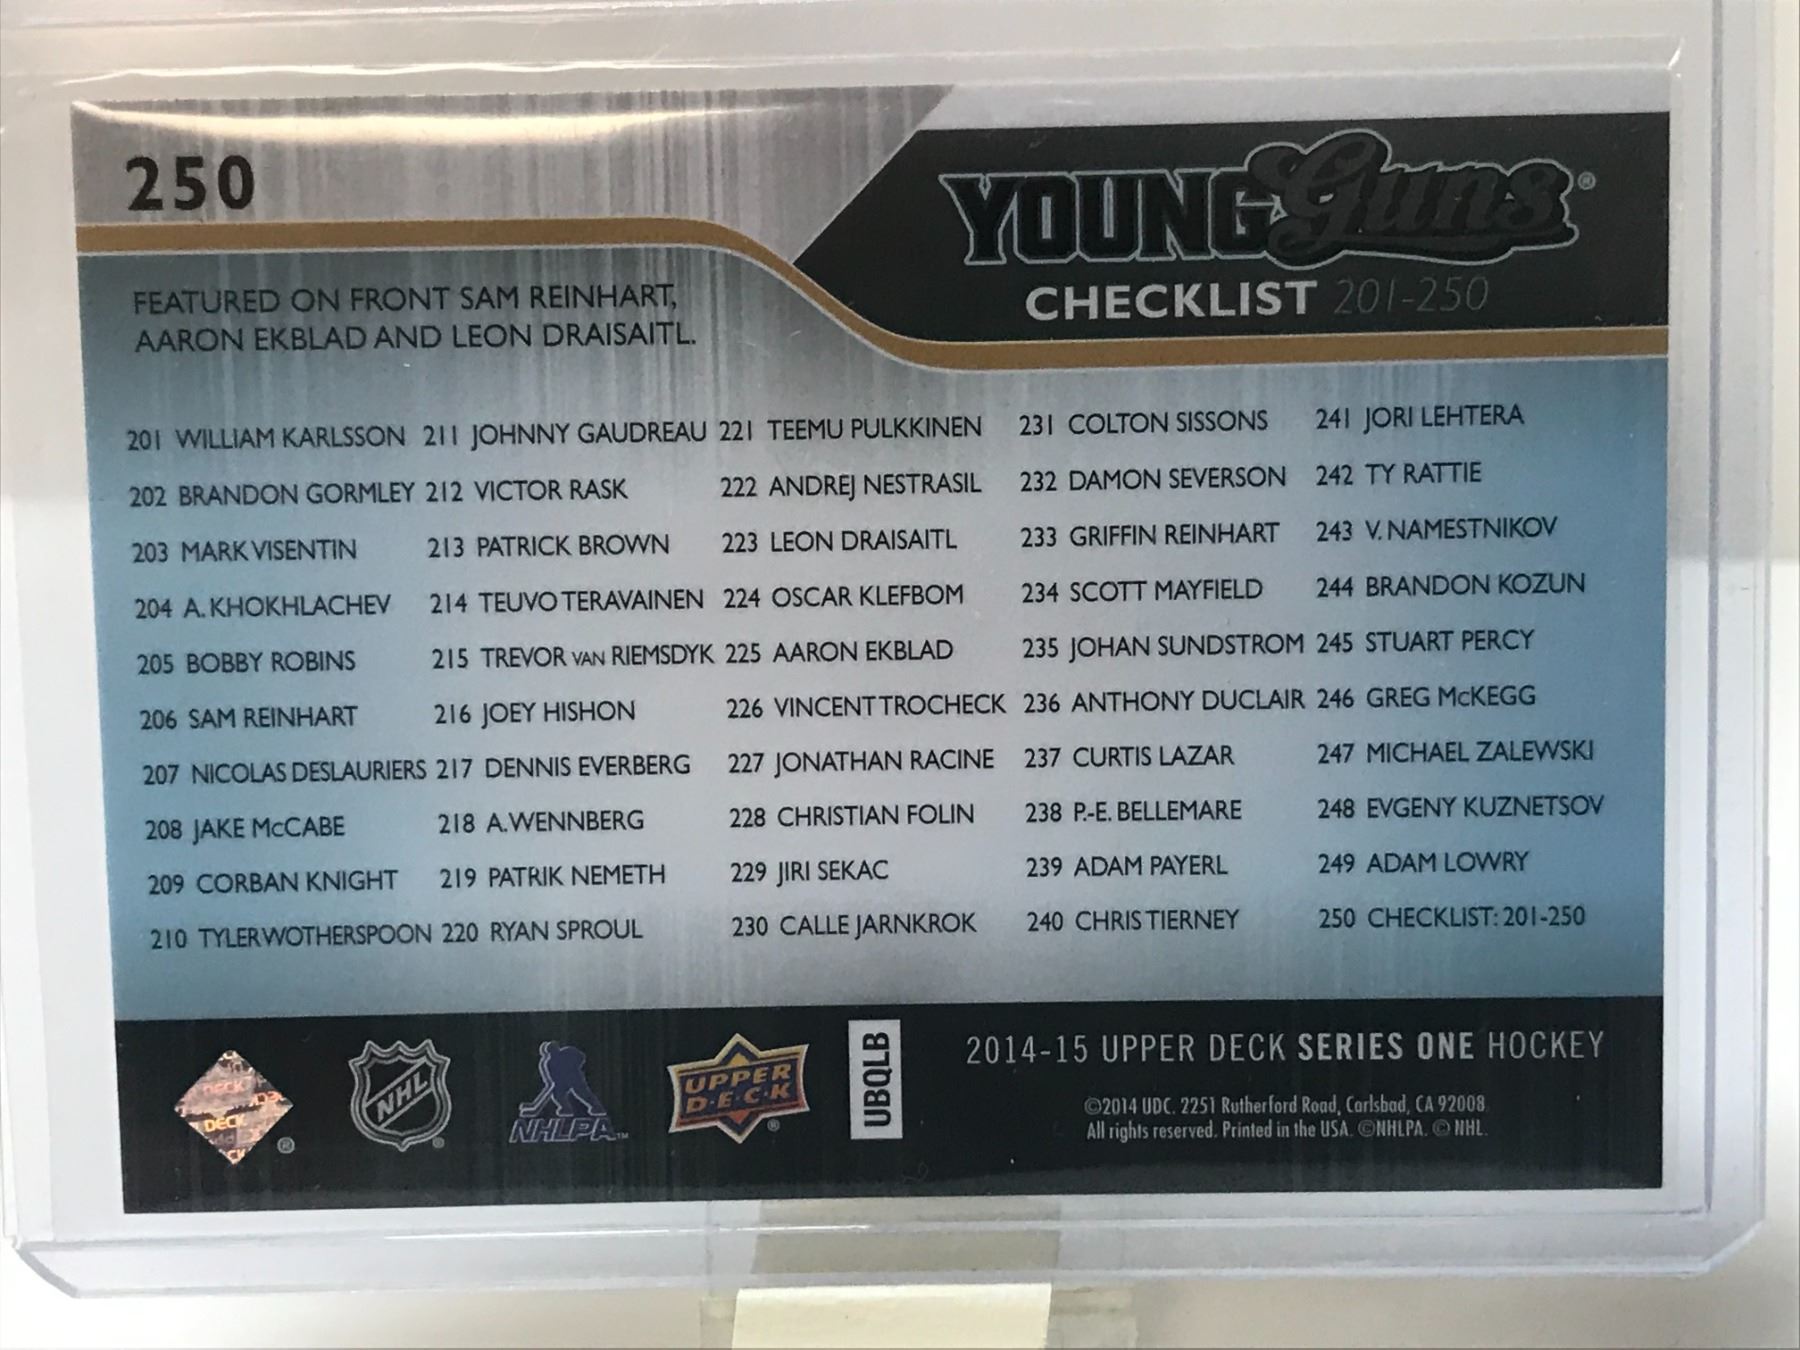 250
YOUNG Guns®
CHECKLIST 201-250
FEATURED ON FRONT SAM REINHART,
AARON EKBLAD AND LEON DRAISAITL.
201 WILLIAM KARLSSON 211 JOHNNY GAUDREAU 221 TEEMU PULKKINEN 231 COLTON SISSONS 241 JORI LEHTERA
202 BRANDON GORMLEY 212 VICTOR RASK 222 ANDREJ NESTRASIL 232 DAMON SEVERSON 242 TY RATTIE
203 MARK VISENTIN 213 PATRICK BROWN 223 LEON DRAISAITL 233 GRIFFIN REINHART 243 V. NAMESTNIKOV
204 A. KHOKHLACHEV 214 TEUVO TERAVAINEN 224 OSCAR KLEFBOM 234 SCOTT MAYFIELD 244 BRANDON KOZUN
205 BOBBY ROBINS 215 TREVOR VAN RIEMSDYK 225 AARON EKBLAD 235 JOHAN SUNDSTROM 245 STUART PERCY
206 SAM REINHART 216 JOEY HISHON 226 VINCENT TROCHECK 236 ANTHONY DUCLAIR 246 GREG McKEGG
207 NICOLAS DESLAURIERS 217 DENNIS EVERBERG 227 JONATHAN RACINE 237 CURTIS LAZAR 247 MICHAEL ZALEWSKI
208 JAKE McCABE 218 A. WENNBERG 228 CHRISTIAN FOLIN 238 P.-E. BELLEMARE 248 EVGENY KUZNETSOV
209 CORBAN KNIGHT 219 PATRIK NEMETH 229 JIRI SEKAC 239 ADAM PAYERL 249 ADAM LOWRY
210 TYLER WOTHERSPOON 220 RYAN SPROUL 230 CALLE JARNKROK 240 CHRIS TIERNEY 250 CHECKLIST: 201-250
DECK
DECK
®
NHL
®
NHLPA™
UPPER
D·E·C·K
®
UBQLB
2014-15 UPPER DECK SERIES ONE HOCKEY
©2014 UDC. 2251 Rutherford Road, Carlsbad, CA 92008.
All rights reserved. Printed in the USA. ©NHLPA. © NHL.